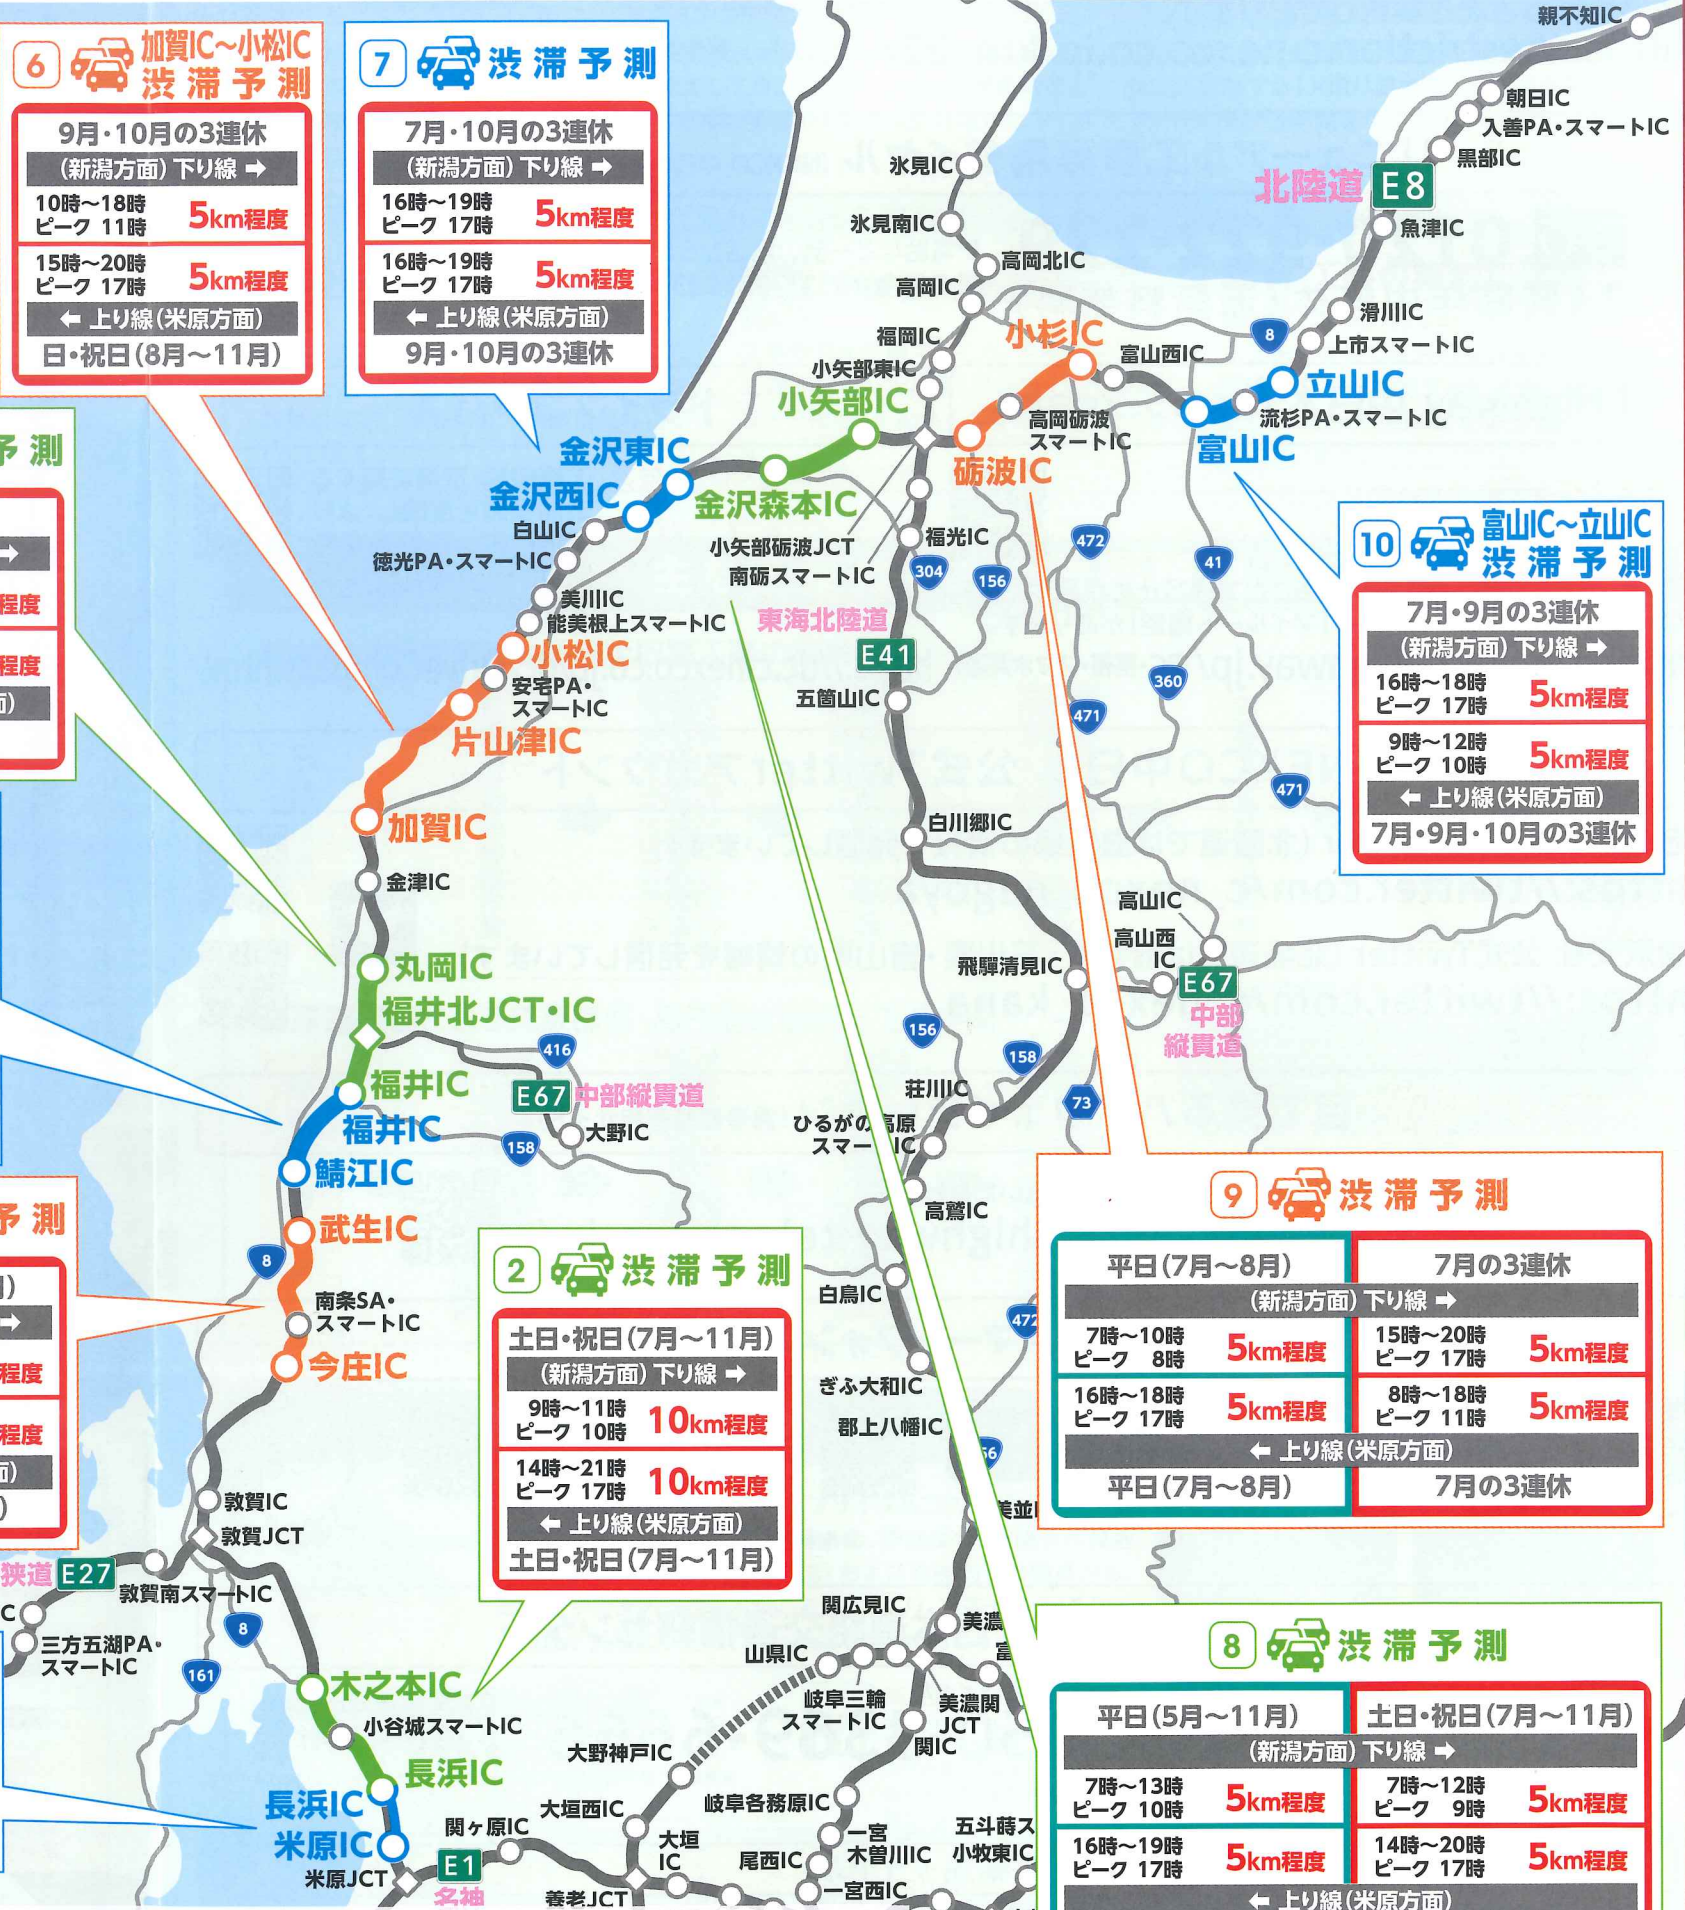 親不知IC
朝日IC
入善PA・スマートIC
黒部IC
北陸道 E8
魚津IC
滑川IC
上市スマートIC
8
立山IC
流杉PA・スマートIC
富山IC
富山西IC
小杉IC
高岡砺波
スマートIC
砺波IC
氷見IC
氷見南IC
高岡北IC
高岡IC
福岡IC
小矢部東IC
小矢部IC
金沢森本IC
小矢部砺波JCT
南砺スマートIC
福光IC
304
156
472
41
東海北陸道
E41
五箇山IC
360
471
471
白川郷IC
高山IC
高山西
IC
飛騨清見IC
E67
中部
縦貫道
156
158
荘川IC
73
ひるがの高原
スマー IC
高鷲IC
白鳥IC
472
ぎふ大和IC
郡上八幡IC
56
美並I
関広見IC
美濃
山県IC
富
岐阜三輪
スマートIC
美濃関
JCT
関IC
大野神戸IC
大垣西IC
岐阜各務原IC
大垣
IC
一宮
木曽川IC
五斗蒔ス
小牧東IC
尾西IC
一宮西IC
養老JCT
関ヶ原IC
E1
名神
米原JCT
米原IC
長浜IC
長浜IC
小谷城スマートIC
木之本IC
161
8
三方五湖PA・
スマートIC
C
狭道 E27
敦賀南スマートIC
敦賀JCT
敦賀IC
今庄IC
南条SA・
スマートIC
8
武生IC
鯖江IC
福井IC
福井IC
158
大野IC
E67 中部縦貫道
416
福井北JCT・IC
丸岡IC
金津IC
加賀IC
片山津IC
安宅PA・
スマートIC
小松IC
能美根上スマートIC
美川IC
徳光PA・スマートIC
白山IC
金沢西IC
金沢東IC
6 加賀IC〜小松IC
渋滞予測
9月・10月の3連休
(新潟方面)下り線 →
10時〜18時
ピーク 11時
5km程度
15時〜20時
ピーク 17時
5km程度
← 上り線(米原方面)
日・祝日(8月〜11月)
7 渋滞予測
7月・10月の3連休
(新潟方面)下り線 →
16時〜19時
ピーク 17時
5km程度
16時〜19時
ピーク 17時
5km程度
← 上り線(米原方面)
9月・10月の3連休
10 富山IC〜立山IC
渋滞予測
7月・9月の3連休
(新潟方面)下り線 →
16時〜18時
ピーク 17時
5km程度
9時〜12時
ピーク 10時
5km程度
← 上り線(米原方面)
7月・9月・10月の3連休
予測
→
程度
程度
予測
→
程度
程度
2 渋滞予測
土日・祝日(7月〜11月)
(新潟方面)下り線 →
9時〜11時
ピーク 10時
10km程度
14時〜21時
ピーク 17時
10km程度
← 上り線(米原方面)
土日・祝日(7月〜11月)
9 渋滞予測
平日(7月〜8月) 7月の3連休
(新潟方面)下り線 →
7時〜10時
ピーク 8時
5km程度
15時〜20時
ピーク 17時
5km程度
16時〜18時
ピーク 17時
5km程度
8時〜18時
ピーク 11時
5km程度
← 上り線(米原方面)
平日(7月〜8月) 7月の3連休
8 渋滞予測
平日(5月〜11月) 土日・祝日(7月〜11月)
(新潟方面)下り線 →
7時〜13時
ピーク 10時
5km程度
7時〜12時
ピーク 9時
5km程度
16時〜19時
ピーク 17時
5km程度
14時〜20時
ピーク 17時
5km程度
← 上り線(米原方面)